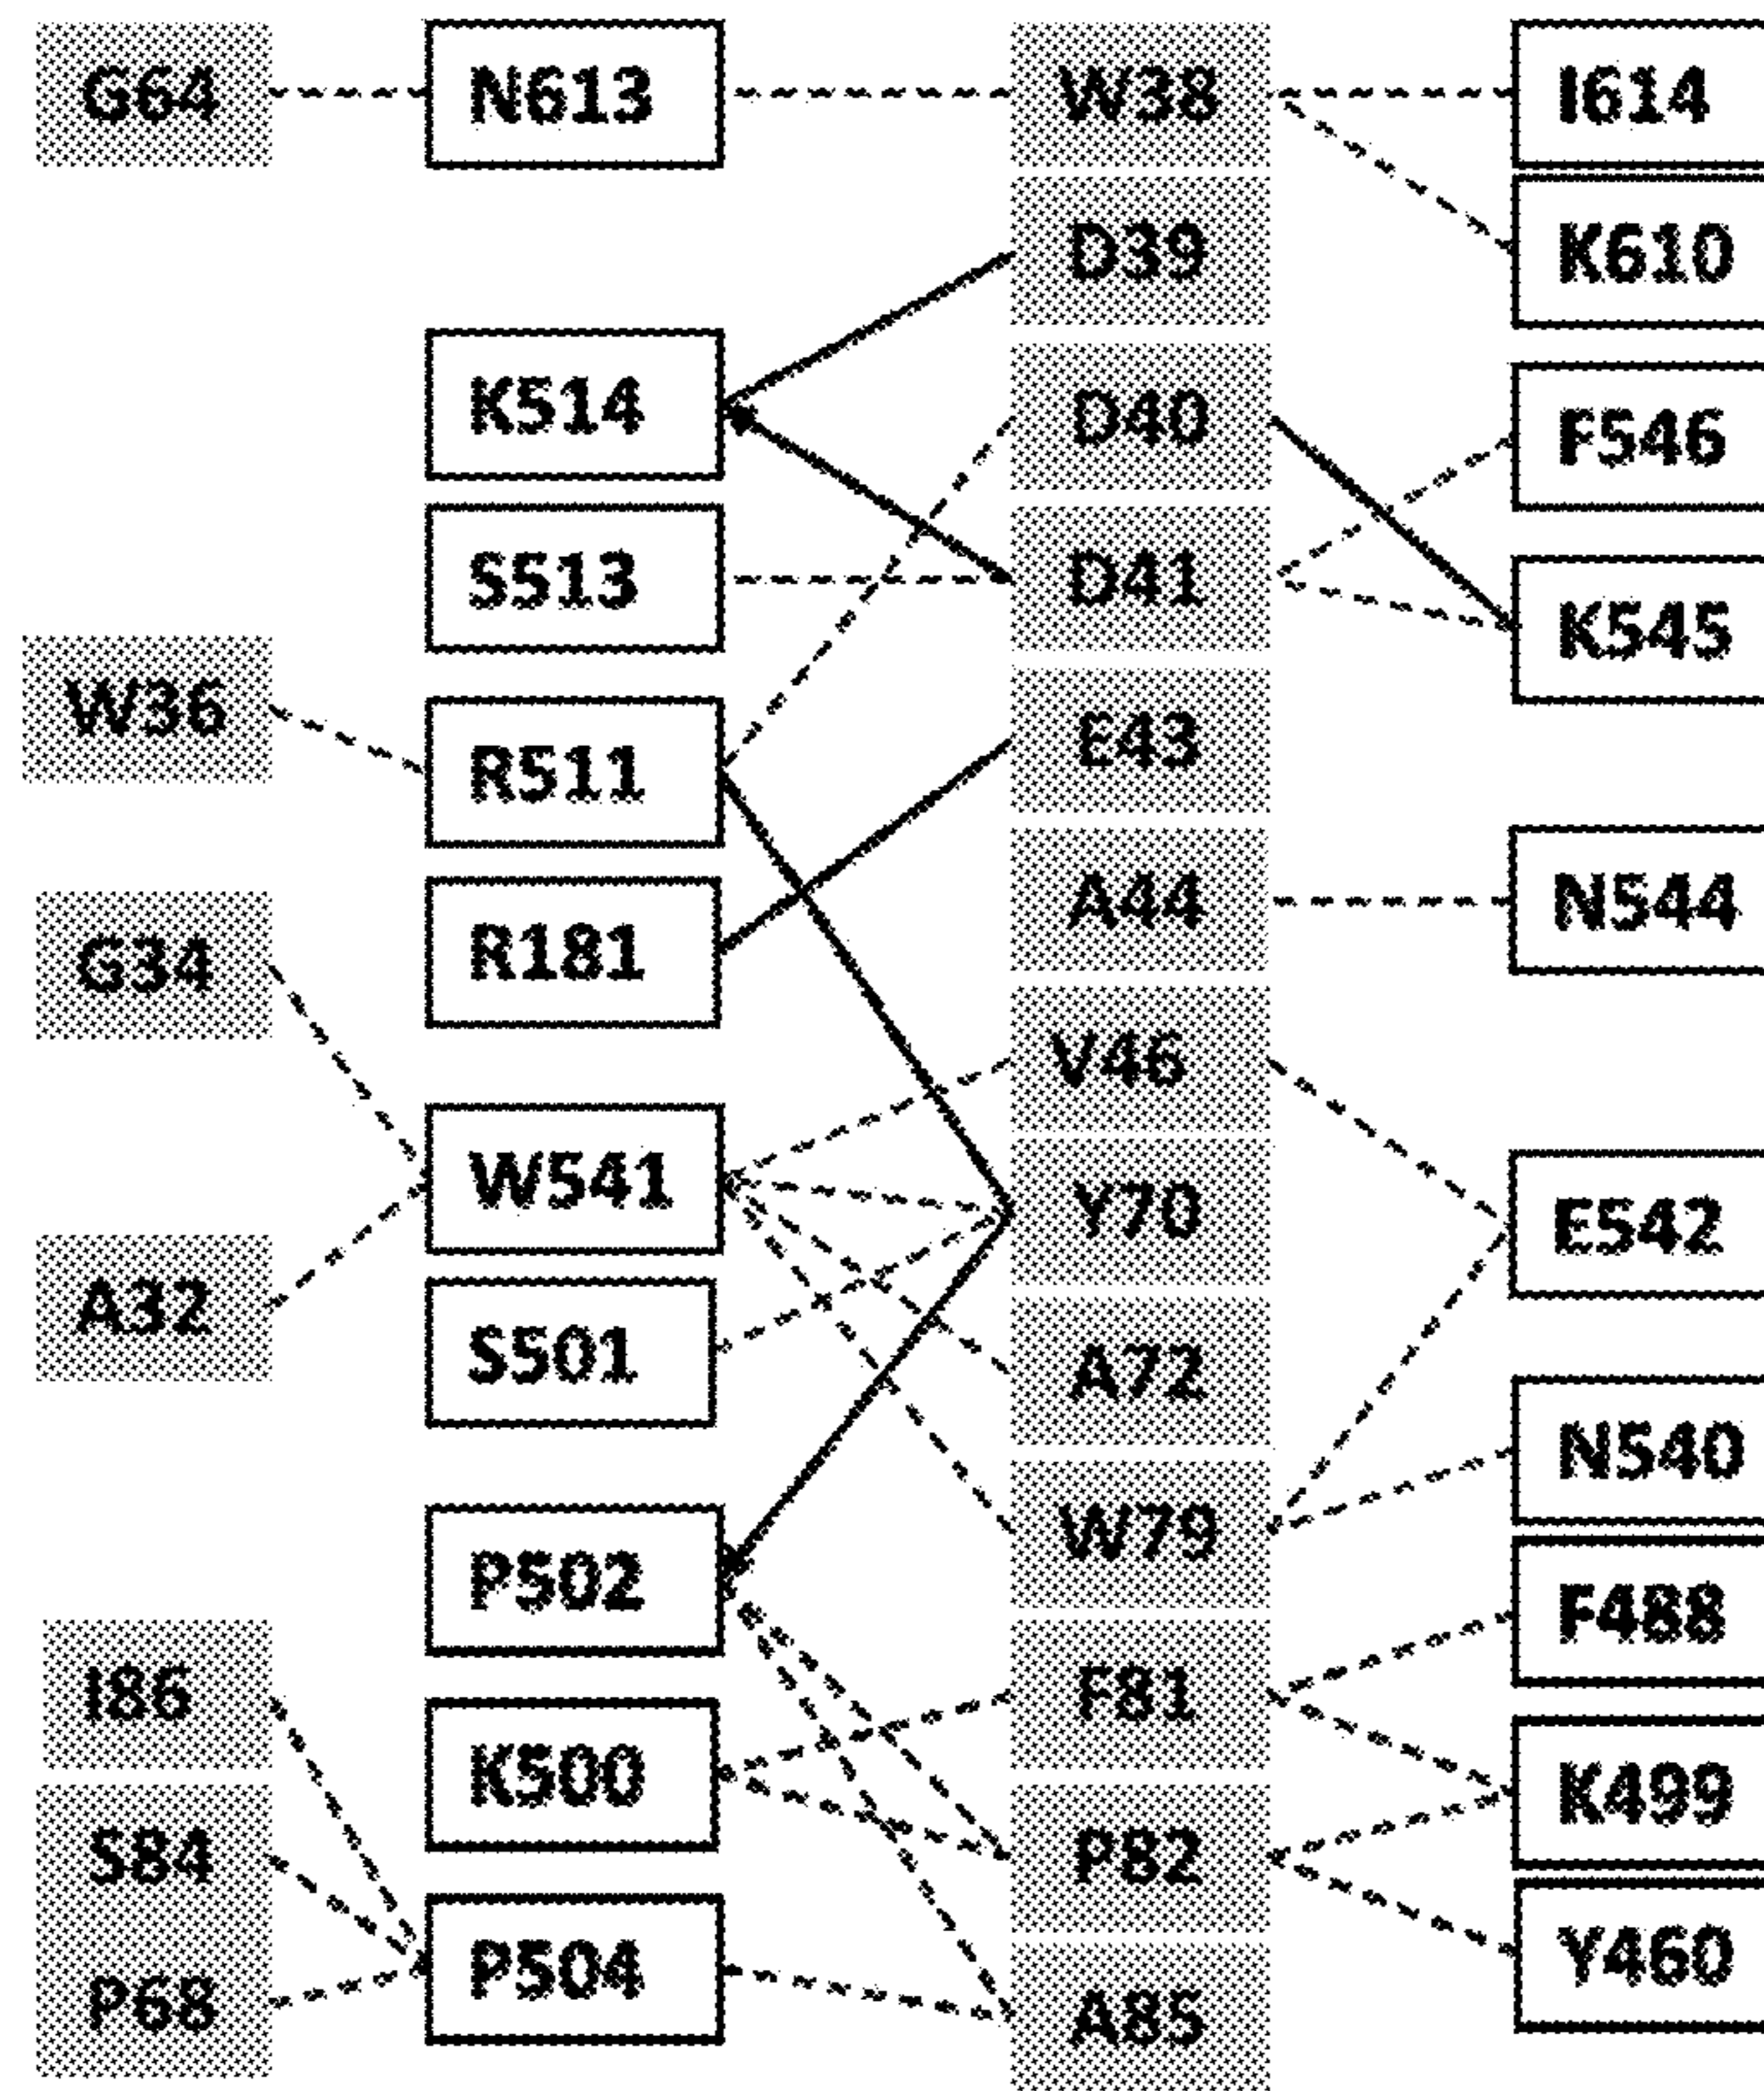 G64 N613 W38 I614
D39 K610
K514 D40 F546
S513 D41 K545
W36 R511 E43
G34 R181 A44 N544
V46
W541 Y70 E542
A32 S501 A72
W79 N540
P502 F488
I86 F81
K500 K499
S84 P82
P68 P504 A85 Y460